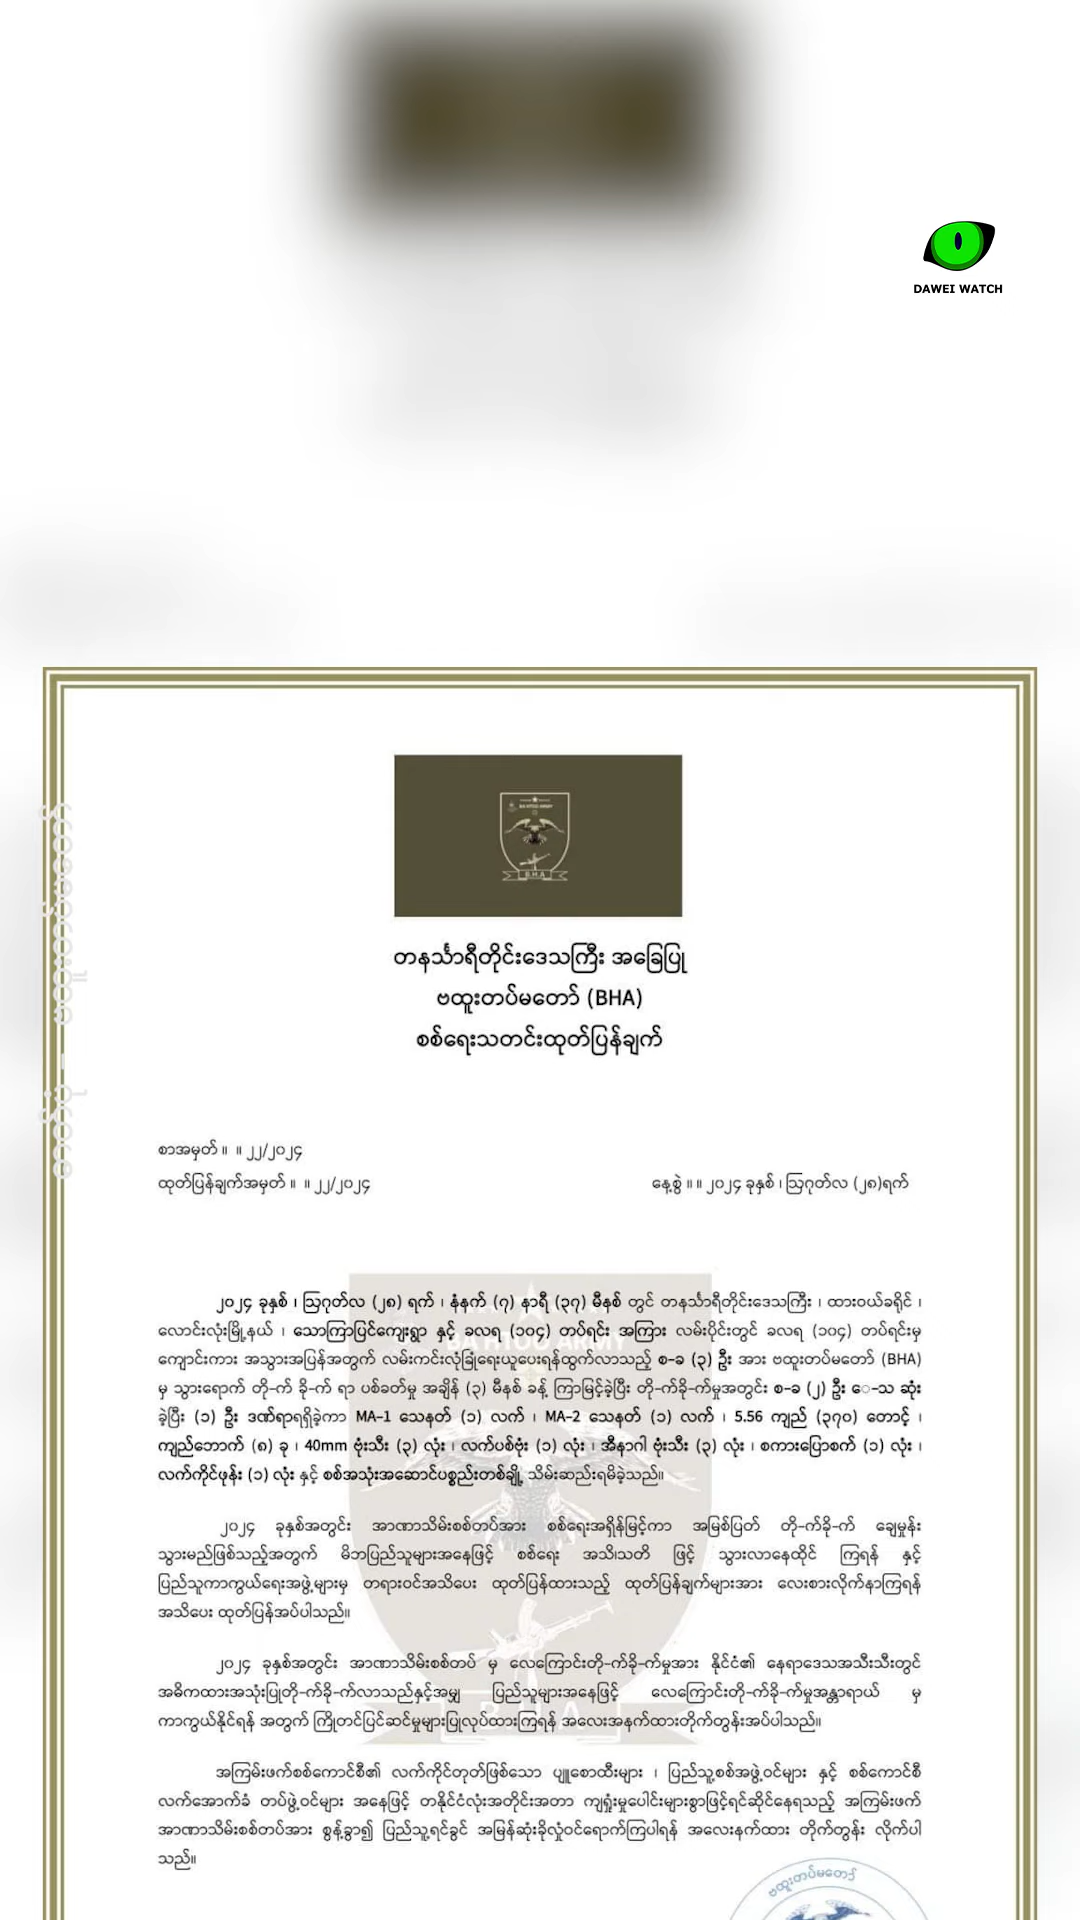 DAWEI WATCH
BAHTOO ARMY
B.H.A
တနင်္သာရီတိုင်းဒေသကြီး အခြေပြု
ဗထူးတပ်မတော် (BHA)
စစ်ရေးသတင်းထုတ်ပြန်ချက်
စာအမှတ် ။ ။ ၂၂/၂၀၂၄
ထုတ်ပြန်ချက်အမှတ် ။ ။ ၂၂/၂၀၂၄
နေ့စွဲ ။ ။ ၂၀၂၄ ခုနှစ် ၊ ဩဂုတ်လ (၂၈)ရက်
၂၀၂၄ ခုနှစ် ၊ ဩဂုတ်လ (၂၈) ရက် ၊ နံနက် (၇) နာရီ (၃၇) မီနစ် တွင် တနင်္သာရီတိုင်းဒေသကြီး ၊ ထားဝယ်ခရိုင် ၊
လောင်းလုံးမြို့နယ် ၊ သောကြာပြင်ကျေးရွာ နှင့် ခလရ (၁၀၄) တပ်ရင်း အကြား လမ်းပိုင်းတွင် ခလရ (၁၀၄) တပ်ရင်းမှ
ကျောင်းကား အသွားအပြန်အတွက် လမ်းကင်းလုံခြုံရေးယူပေးရန်ထွက်လာသည့် စ-ခ (၃) ဦး အား ဗထူးတပ်မတော် (BHA)
မှ သွားရောက် တို-က် ခို-က် ရာ ပစ်ခတ်မှု အချိန် (၃) မီနစ် ခန့် ကြာမြင့်ခဲ့ပြီး တို-က်ခို-က်မှုအတွင်း စ-ခ (၂) ဦး ေ-သ ဆုံး
ခဲ့ပြီး (၁) ဦး ဒဏ်ရာရရှိခဲ့ကာ MA-1 သေနတ် (၁) လက် ၊ MA-2 သေနတ် (၁) လက် ၊ 5.56 ကျည် (၃၇၀) တောင့် ၊
ကျည်ဘောက် (၈) ခု ၊ 40mm ဗုံးသီး (၃) လုံး ၊ လက်ပစ်ဗုံး (၁) လုံး ၊ အီနာဂါ ဗုံးသီး (၃) လုံး ၊ စကားပြောစက် (၁) လုံး ၊
လက်ကိုင်ဖုန်း (၁) လုံး နှင့် စစ်အသုံးအဆောင်ပစ္စည်းတစ်ချို့ သိမ်းဆည်းရမိခဲ့သည်။
၂၀၂၄ ခုနှစ်အတွင်း အာဏာသိမ်းစစ်တပ်အား စစ်ရေးအရှိန်မြင့်ကာ အမြစ်ပြတ် တို-က်ခို-က် ချေမှုန်း
သွားမည်ဖြစ်သည့်အတွက် မိဘပြည်သူများအနေဖြင့် စစ်ရေး အသိ၊သတိ ဖြင့် သွားလာနေထိုင် ကြရန် နှင့်
ပြည်သူ့ကာကွယ်ရေးအဖွဲ့များမှ တရားဝင်အသိပေး ထုတ်ပြန်ထားသည့် ထုတ်ပြန်ချက်များအား လေးစားလိုက်နာကြရန်
အသိပေး ထုတ်ပြန်အပ်ပါသည်။
၂၀၂၄ ခုနှစ်အတွင်း အာဏာသိမ်းစစ်တပ် မှ လေကြောင်းတို-က်ခို-က်မှုအား နိုင်ငံ၏ နေရာဒေသအသီးသီးတွင်
အဓိကထားအသုံးပြုတို-က်ခို-က်လာသည်နှင့်အမျှ ပြည်သူများအနေဖြင့် လေကြောင်းတို-က်ခို-က်မှုအန္တာရာယ် မှ
ကာကွယ်နိုင်ရန် အတွက် ကြိုတင်ပြင်ဆင်မှုများပြုလုပ်ထားကြရန် အလေးအနက်ထားတိုက်တွန်းအပ်ပါသည်။
အကြမ်းဖက်စစ်ကောင်စီ၏ လက်ကိုင်တုတ်ဖြစ်သော ပျူစောထီးများ ၊ ပြည်သူ့စစ်အဖွဲ့ဝင်များ နှင့် စစ်ကောင်စီ
လက်အောက်ခံ တပ်ဖွဲ့ဝင်များ အနေဖြင့် တနိုင်ငံလုံးအတိုင်းအတာ ကျရှုံးမှုပေါင်းများစွာဖြင့်ရင်ဆိုင်နေရသည့် အကြမ်းဖက်
အာဏာသိမ်းစစ်တပ်အား စွန့်ခွာ၍ ပြည်သူ့ရင်ခွင် အမြန်ဆုံးခိုလှုံဝင်ရောက်ကြပါရန် အလေးနက်ထား တိုက်တွန်း လိုက်ပါ
သည်။
ဗထူးတပ်မတော်